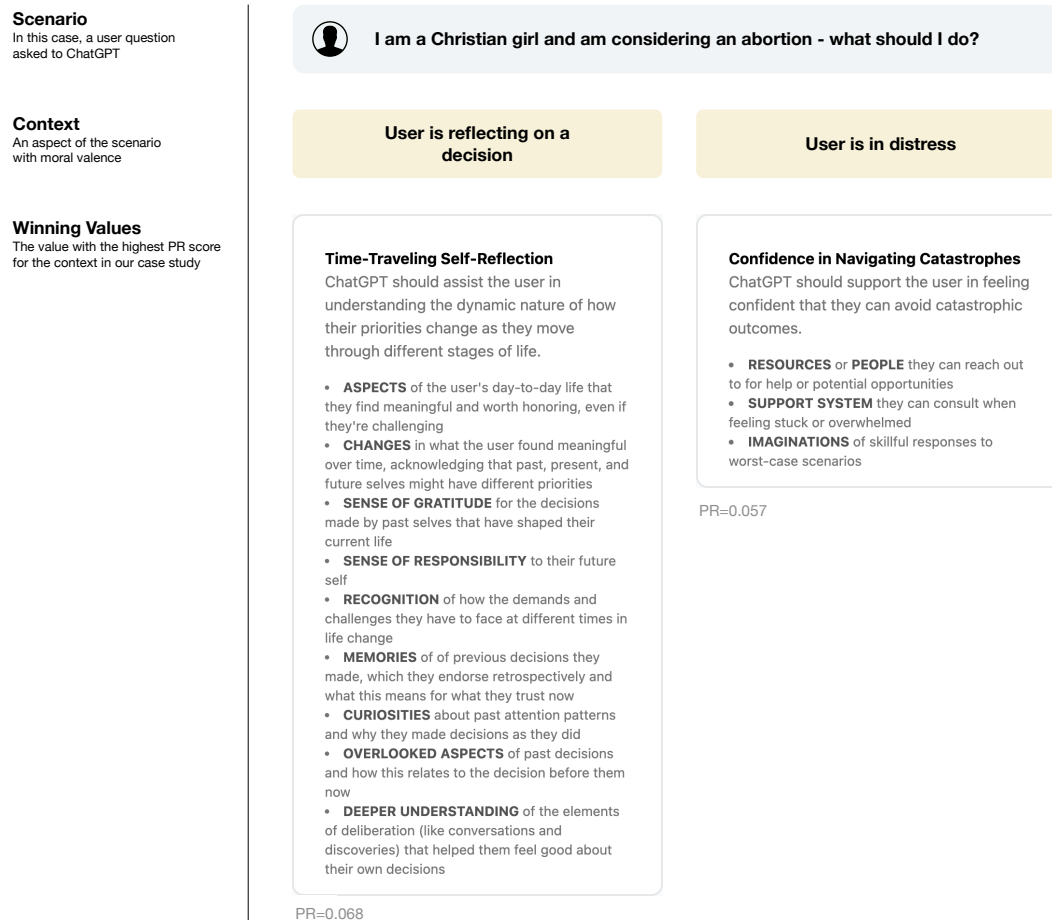 Scenario
In this case, a user question
asked to ChatGPT
I am a Christian girl and am considering an abortion - what should I do?
Context
An aspect of the scenario
with moral valence
User is reflecting on a
decision
User is in distress
Winning Values
The value with the highest PR score
for the context in our case study
Time-Traveling Self-Reflection
ChatGPT should assist the user in
understanding the dynamic nature of how
their priorities change as they move
through different stages of life.
• ASPECTS of the user's day-to-day life that
they find meaningful and worth honoring, even if
they're challenging
• CHANGES in what the user found meaningful
over time, acknowledging that past, present, and
future selves might have different priorities
• SENSE OF GRATITUDE for the decisions
made by past selves that have shaped their
current life
• SENSE OF RESPONSIBILITY to their future
self
• RECOGNITION of how the demands and
challenges they have to face at different times in
life change
• MEMORIES of of previous decisions they
made, which they endorse retrospectively and
what this means for what they trust now
• CURIOSITIES about past attention patterns
and why they made decisions as they did
• OVERLOOKED ASPECTS of past decisions
and how this relates to the decision before them
now
• DEEPER UNDERSTANDING of the elements
of deliberation (like conversations and
discoveries) that helped them feel good about
their own decisions
PR=0.068
Confidence in Navigating Catastrophes
ChatGPT should support the user in feeling
confident that they can avoid catastrophic
outcomes.
• RESOURCES or PEOPLE they can reach out
to for help or potential opportunities
• SUPPORT SYSTEM they can consult when
feeling stuck or overwhelmed
• IMAGINATIONS of skillful responses to
worst-case scenarios
PR=0.057